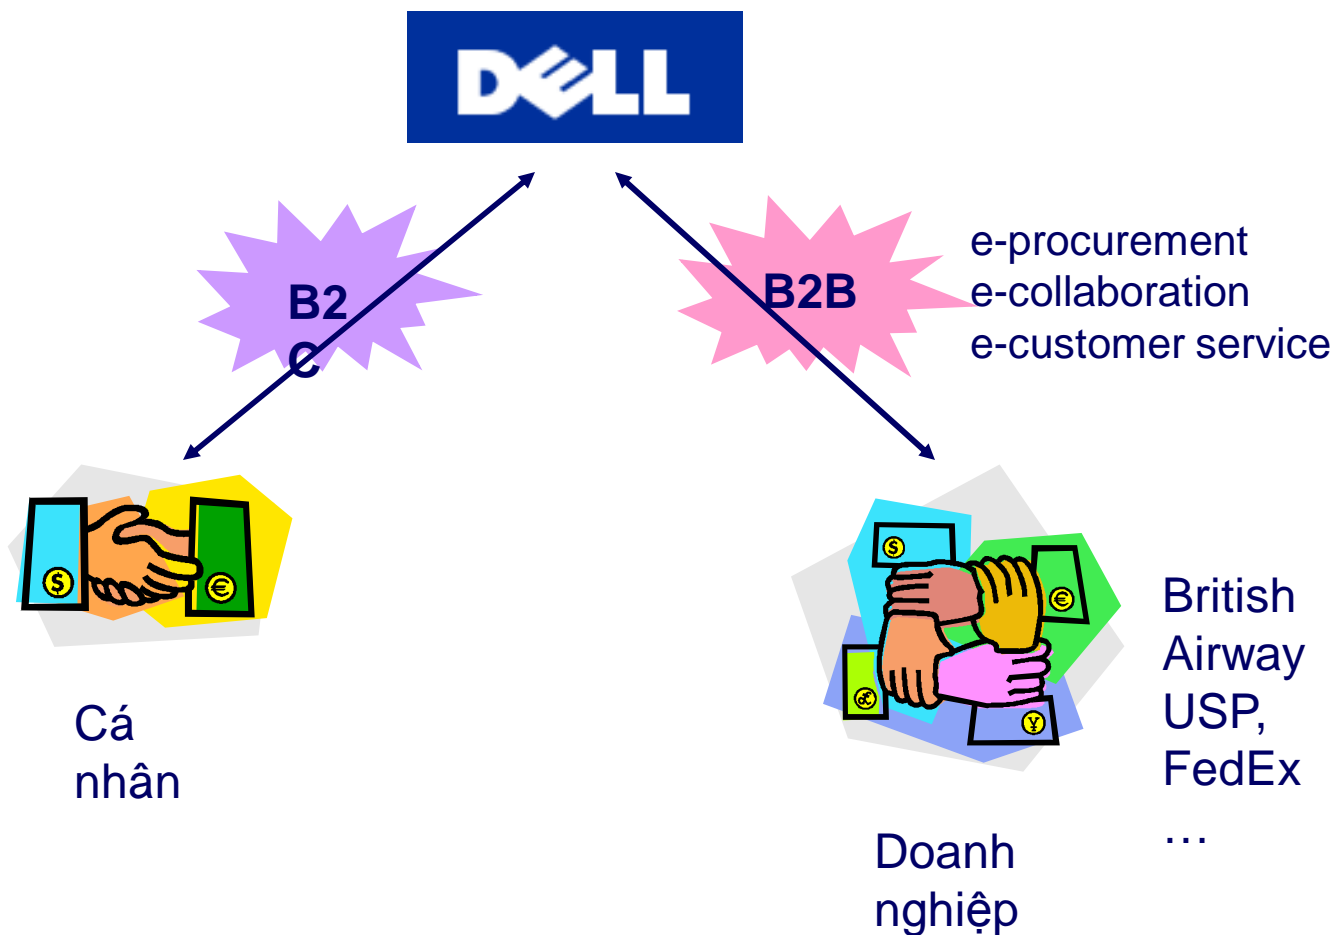 DELL
B2
C
B2B
e-procurement
e-collaboration
e-customer service
$
€
$
€
£
¥
Cá
nhân
British
Airway
USP,
FedEx
…
Doanh
nghiệp